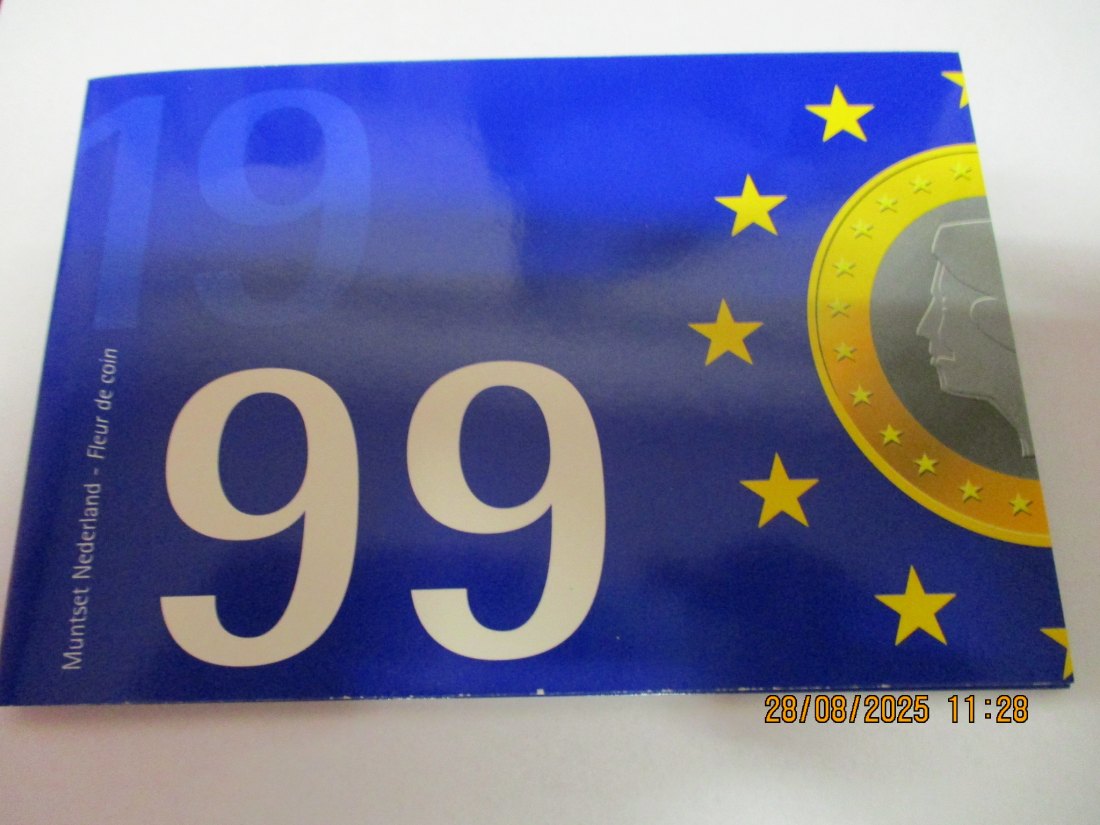 19
99
Muntset Nederland - Fleur de coin
28/08/2025 11:28